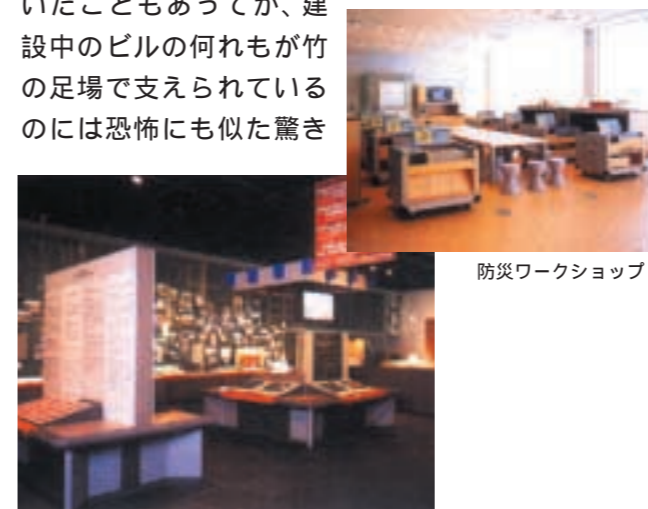 いたこともあってか、建
設中のビルの何れもが竹
の足場で支えられている
のには恐怖にも似た驚き
防災ワークショップ